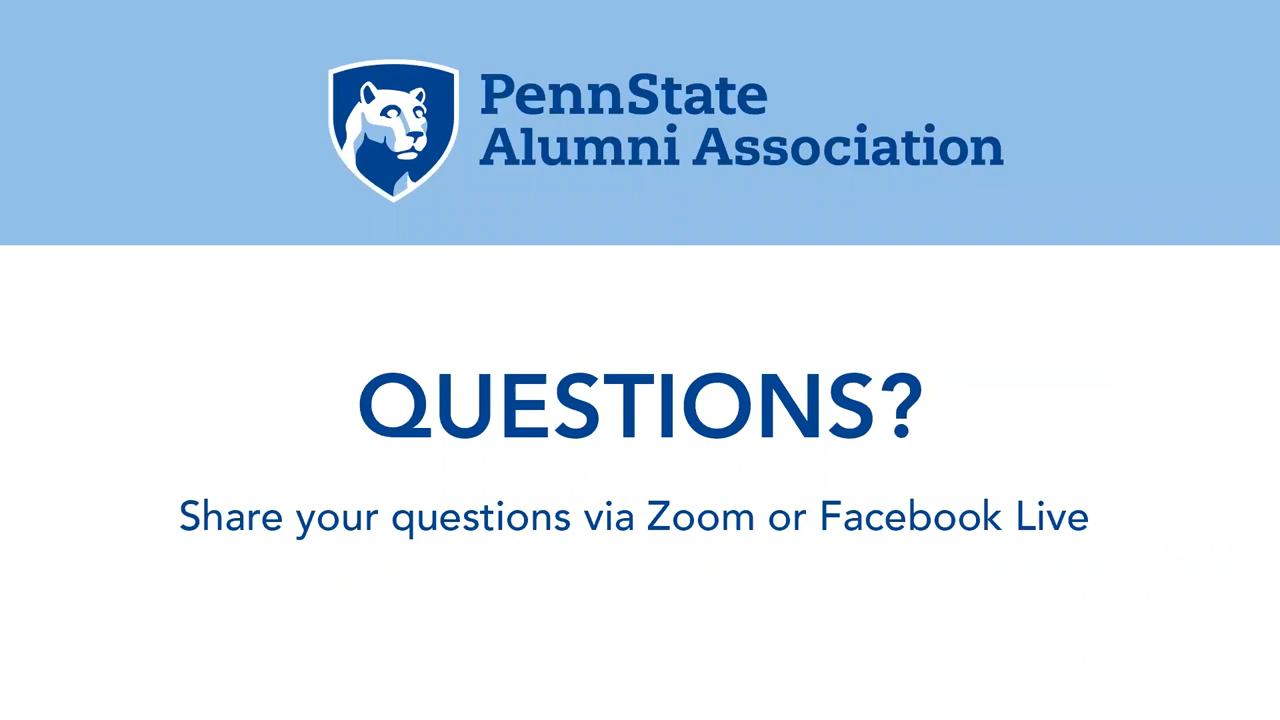 PennState
Alumni Association
QUESTIONS?
Share your questions via Zoom or Facebook Live